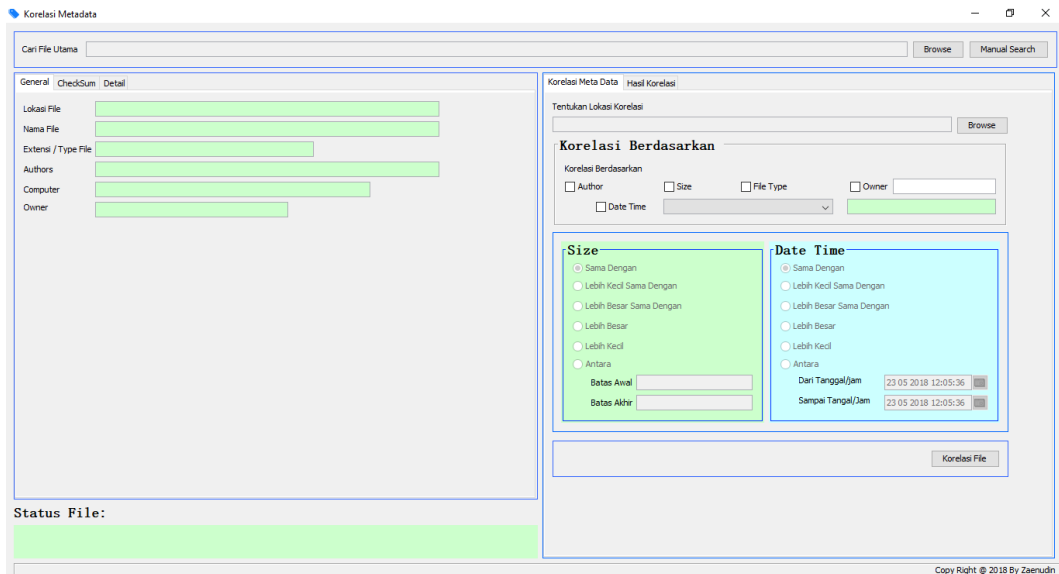 Korelasi Metadata
Cari File Utama
Browse
Manual Search
General CheckSum Detail
Lokasi File
Nama File
Extensi / Type File
Authors
Computer
Owner
Status File:
Korelasi Meta Data Hasil Korelasi
Tentukan Lokasi Korelasi
Browse
Korelasi Berdasarkan
Korelasi Berdasarkan
Author Size File Type Owner
Date Time
Size
Sama Dengan
Lebih Kecil Sama Dengan
Lebih Besar Sama Dengan
Lebih Besar
Lebih Kecil
Antara
Batas Awal
Batas Akhir
Date Time
Sama Dengan
Lebih Kecil Sama Dengan
Lebih Besar Sama Dengan
Lebih Besar
Lebih Kecil
Antara
Dari Tanggal/jam 23 05 2018 12:05:36
Sampai Tangal/Jam 23 05 2018 12:05:36
Korelasi File
Copy Right @ 2018 By Zaenudin